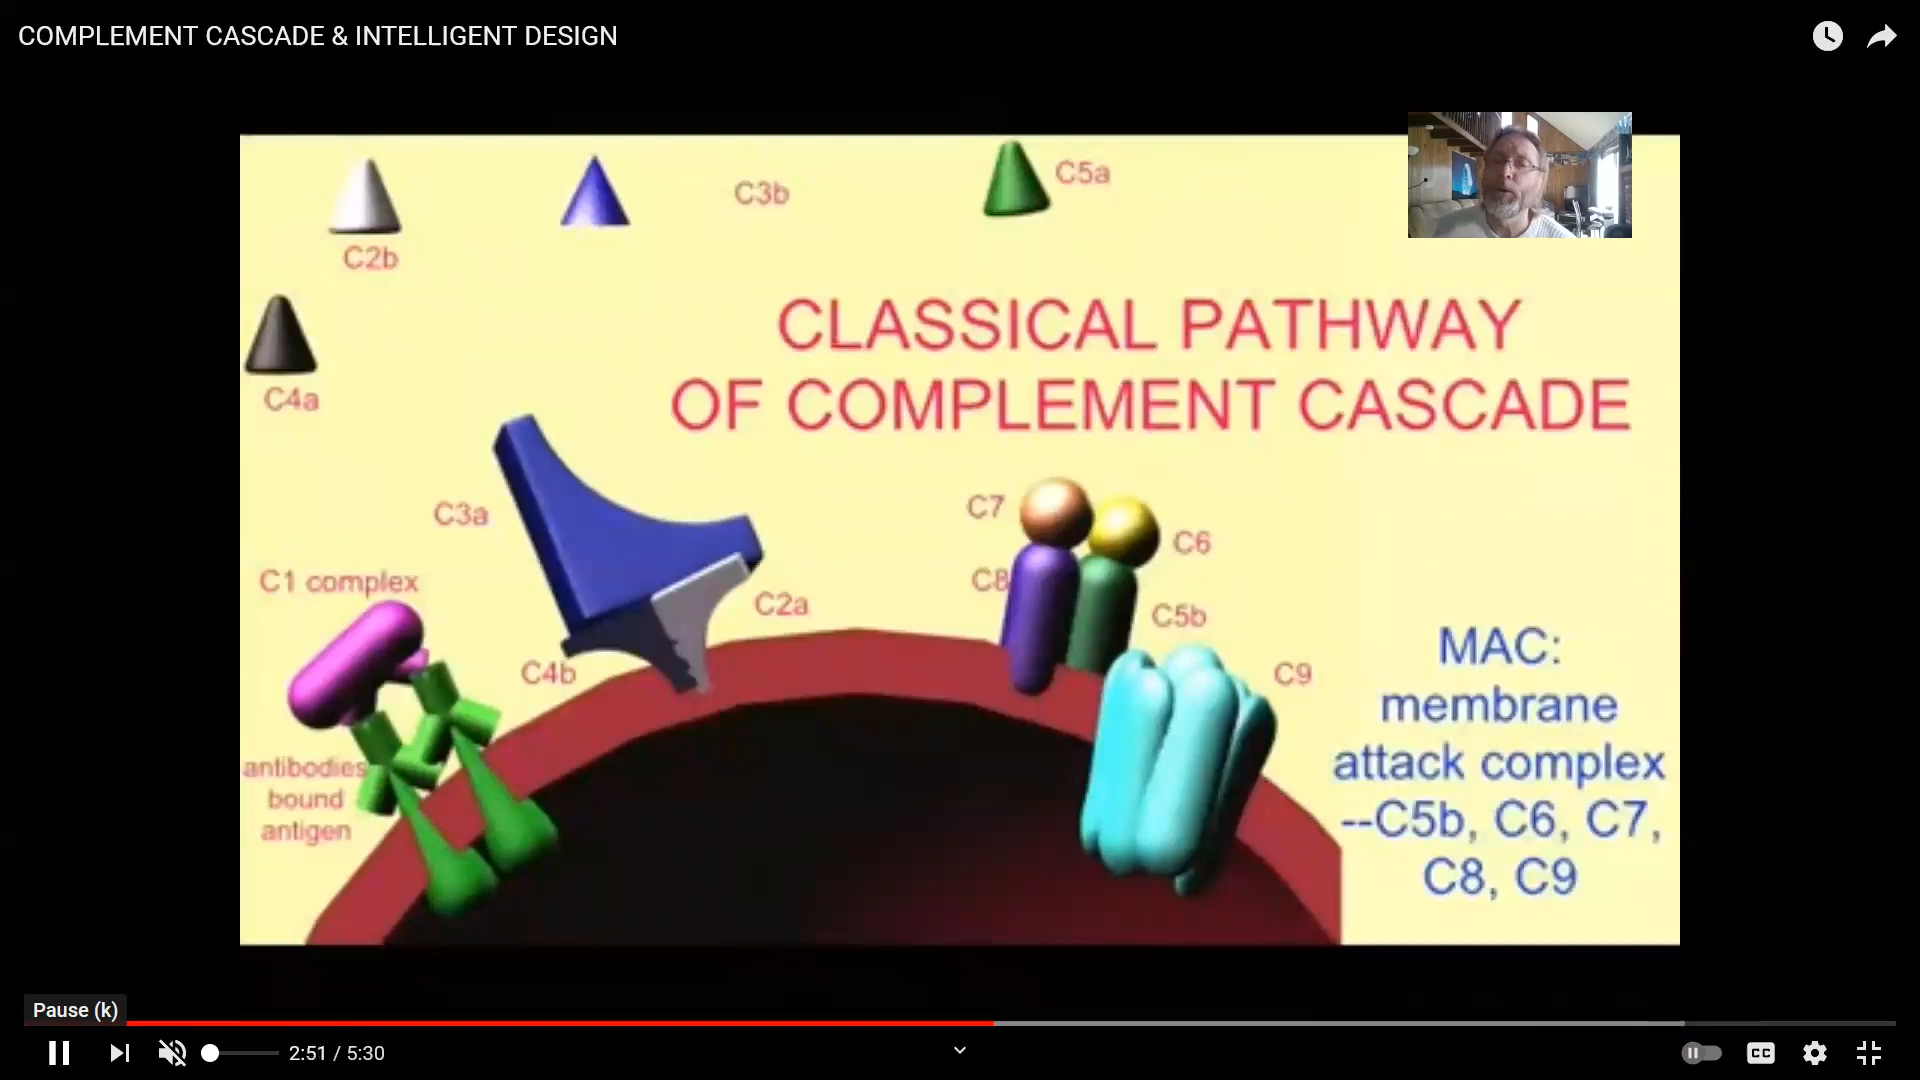 COMPLEMENT CASCADE & INTELLIGENT DESIGN
C5a
C3b
C2b
CLASSICAL PATHWAY
OF COMPLEMENT CASCADE
C4a
C3a
C7
C6
C1 complex
C8
C2a
C5b
C4b
C9
MAC:
membrane
attack complex
--C5b, C6, C7,
C8, C9
antibodies
bound
antigen
Pause (k)
2:51 / 5:30
CC